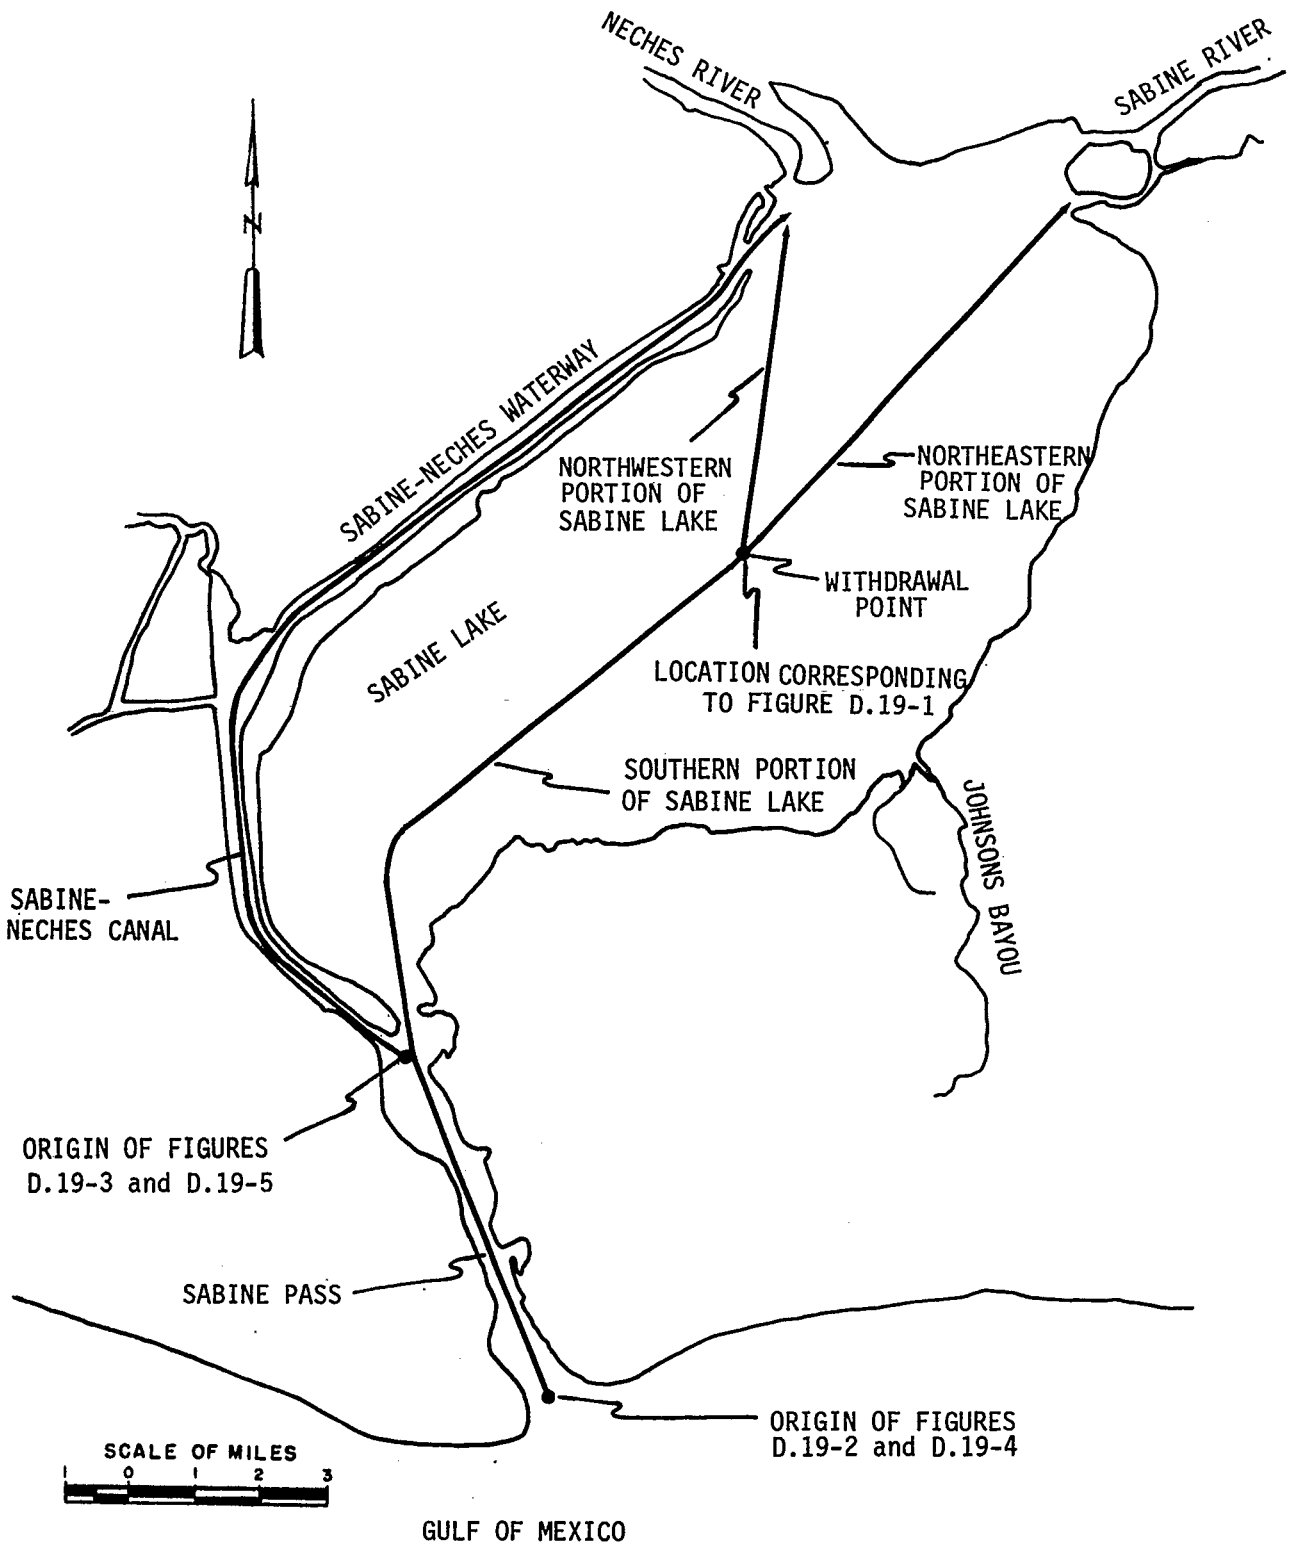 NECHES RIVER
SABINE RIVER
N
SABINE-NECHES WATERWAY
NORTHWESTERN
PORTION OF
SABINE LAKE
NORTHEASTERN
PORTION OF
SABINE LAKE
WITHDRAWAL
POINT
SABINE LAKE
LOCATION CORRESPONDING
TO FIGURE D.19-1
SOUTHERN PORTION
OF SABINE LAKE
JOHNSONS BAYOU
SABINE-
NECHES CANAL
ORIGIN OF FIGURES
D.19-3 and D.19-5
SABINE PASS
ORIGIN OF FIGURES
D.19-2 and D.19-4
SCALE OF MILES
1 0 1 2 3
GULF OF MEXICO